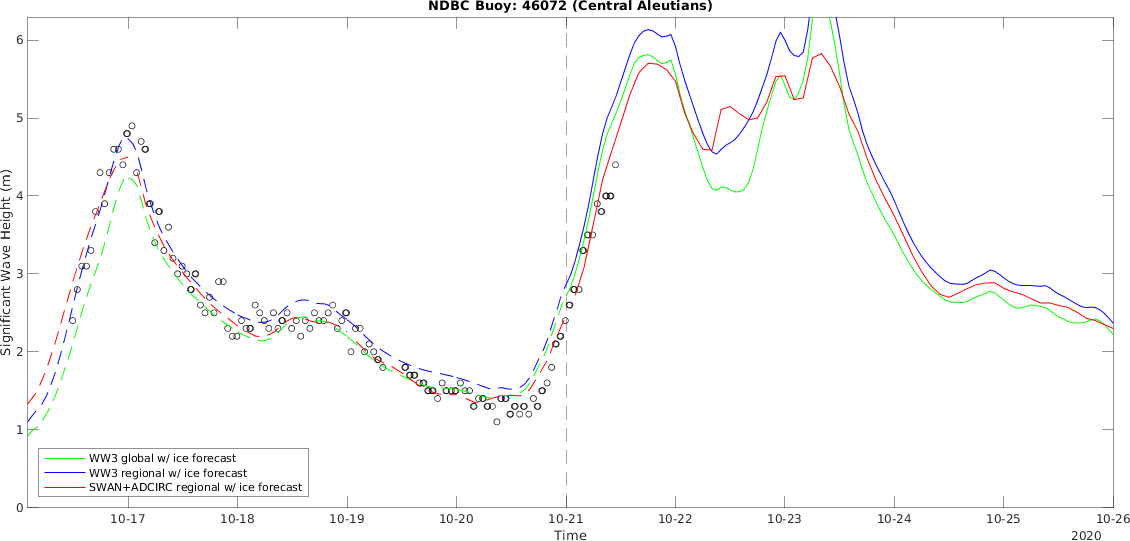 NDBC Buoy: 46072 (Central Aleutians)
6
5
4
3
2
1
0
Significant Wave Height (m)
WW3 global w/ ice forecast
WW3 regional w/ ice forecast
SWAN+ADCIRC regional w/ ice forecast
10-17 10-18 10-19 10-20 10-21 10-22 10-23 10-24 10-25 10-26
Time 2020